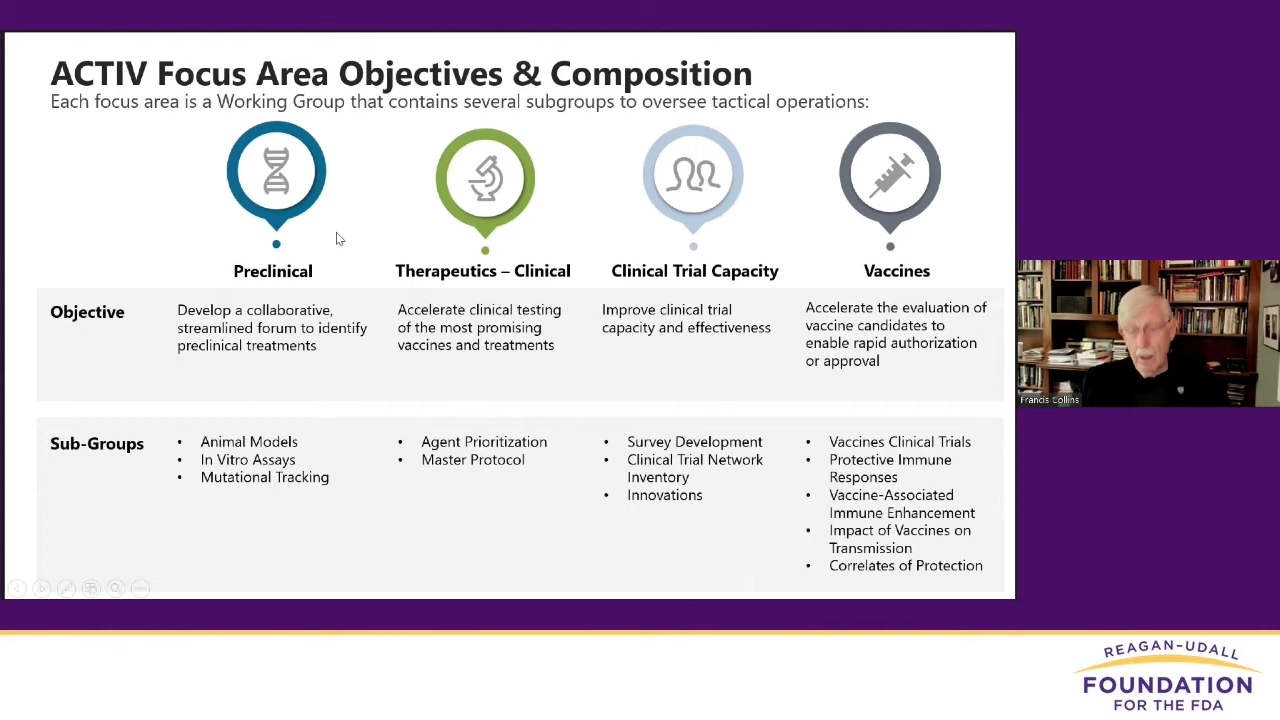 ACTIV Focus Area Objectives & Composition
Each focus area is a Working Group that contains several subgroups to oversee tactical operations:
Preclinical
Therapeutics – Clinical
Clinical Trial Capacity
Vaccines
Objective
Develop a collaborative,
streamlined forum to identify
preclinical treatments
Accelerate clinical testing
of the most promising
vaccines and treatments
Improve clinical trial
capacity and effectiveness
Accelerate the evaluation of
vaccine candidates to
enable rapid authorization
or approval
Sub-Groups
• Animal Models
• In Vitro Assays
• Mutational Tracking
• Agent Prioritization
• Master Protocol
• Survey Development
• Clinical Trial Network
Inventory
• Innovations
• Vaccines Clinical Trials
• Protective Immune
Responses
• Vaccine-Associated
Immune Enhancement
• Impact of Vaccines on
Transmission
• Correlates of Protection
Francis Collins
REAGAN-UDALL
FOUNDATION
FOR THE FDA